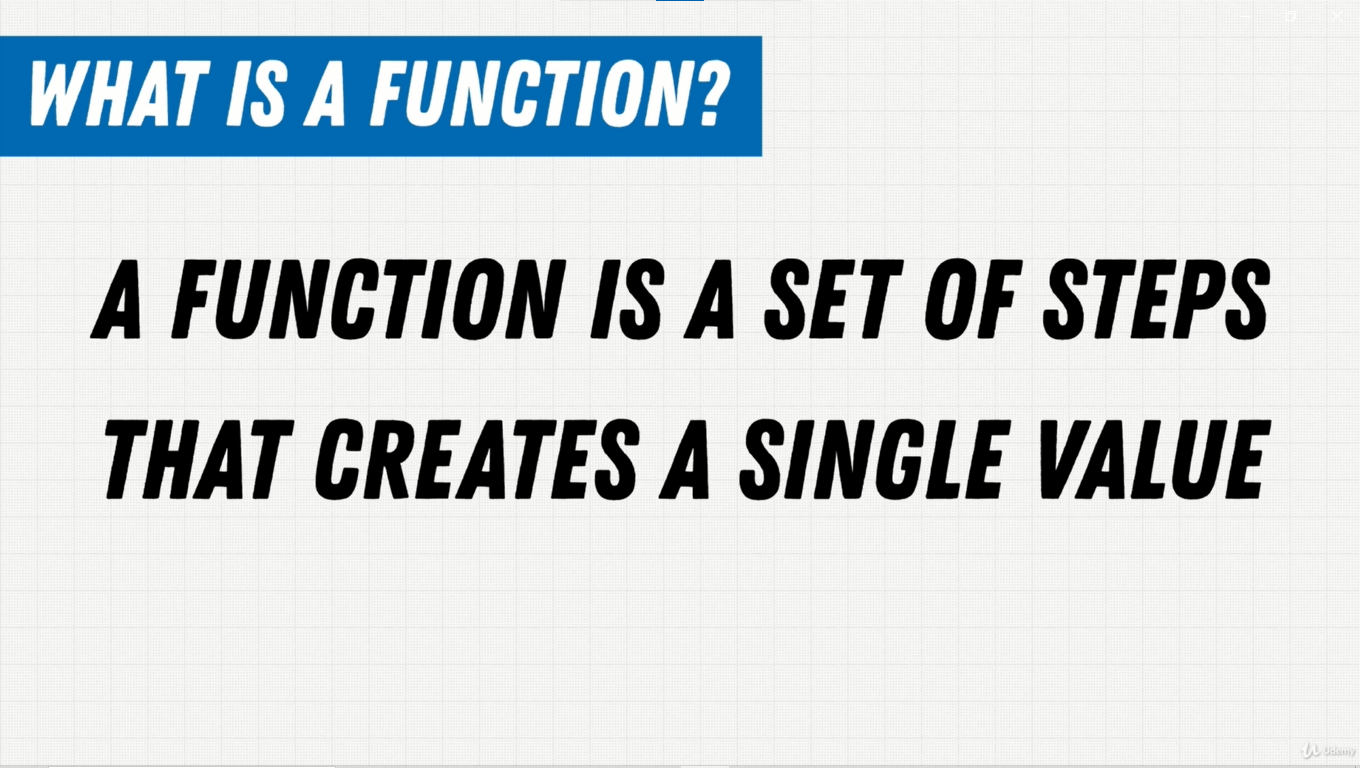 WHAT IS A FUNCTION?
A FUNCTION IS A SET OF STEPS
THAT CREATES A SINGLE VALUE
Udemy